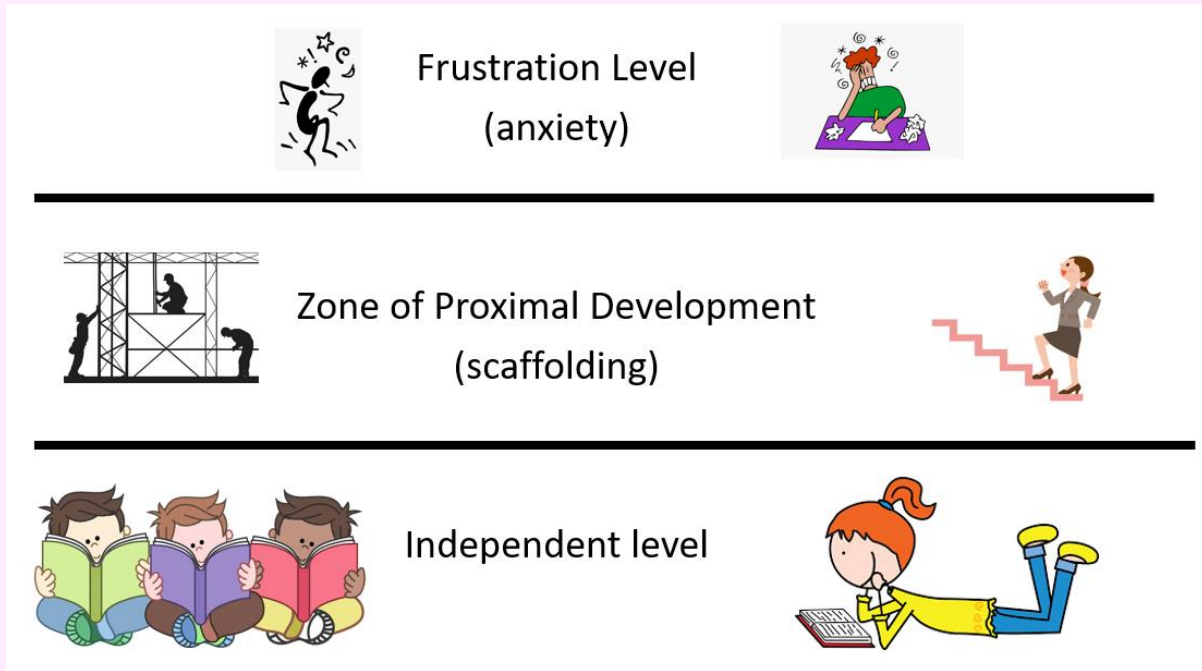 Frustration Level
(anxiety)
Zone of Proximal Development
(scaffolding)
Independent level